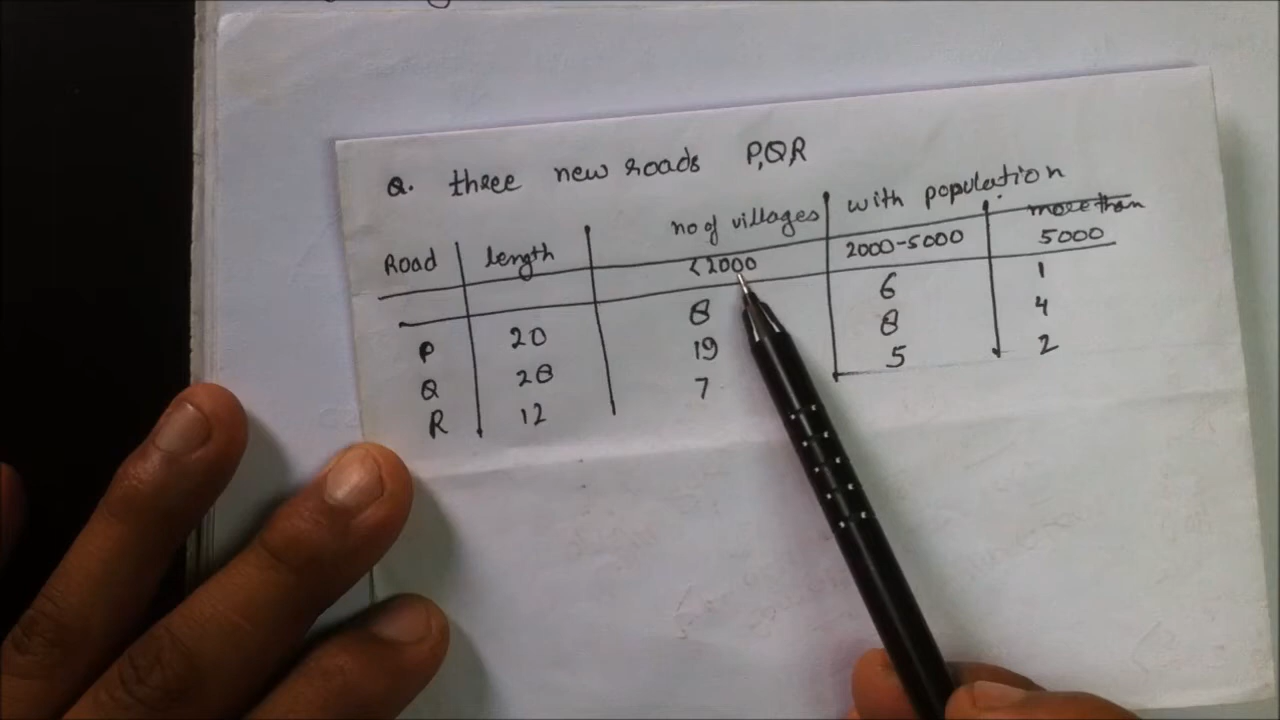 Q. three new roads P,Q,R
Road length no of villages with population more than
<2000 2000-5000 5000
P 20 8 6 1
Q 28 19 8 4
R 12 7 5 2